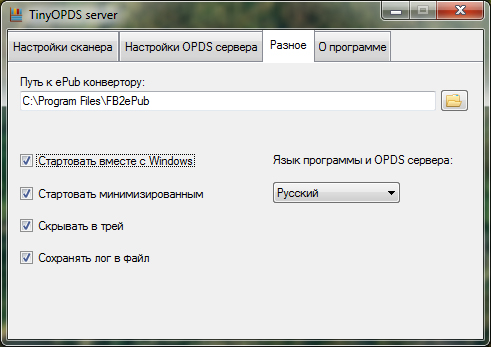 TinyOPDS server
Настройки сканера Настройки OPDS сервера Разное О программе
Путь к ePub конвертору:
C:\Program Files\FB2ePub
Стартовать вместе с Windows Язык программы и OPDS сервера:
Стартовать минимизированным Русский
Скрывать в трей
Сохранять лог в файл